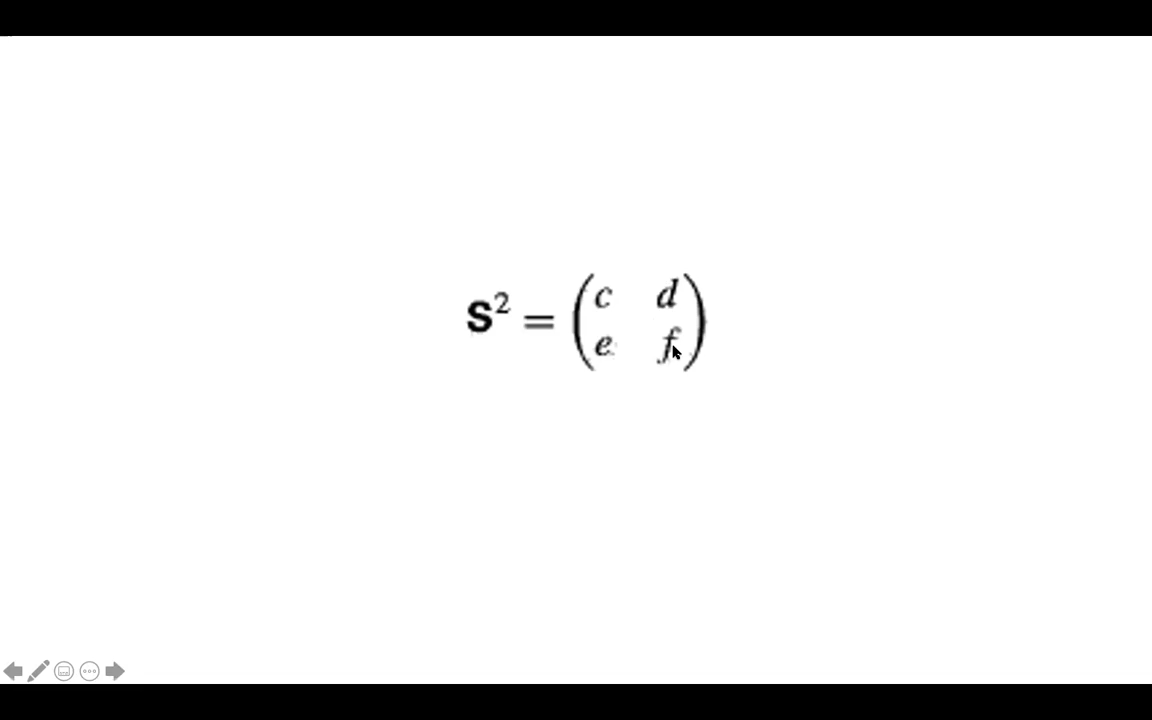 S² = (c d
e f)